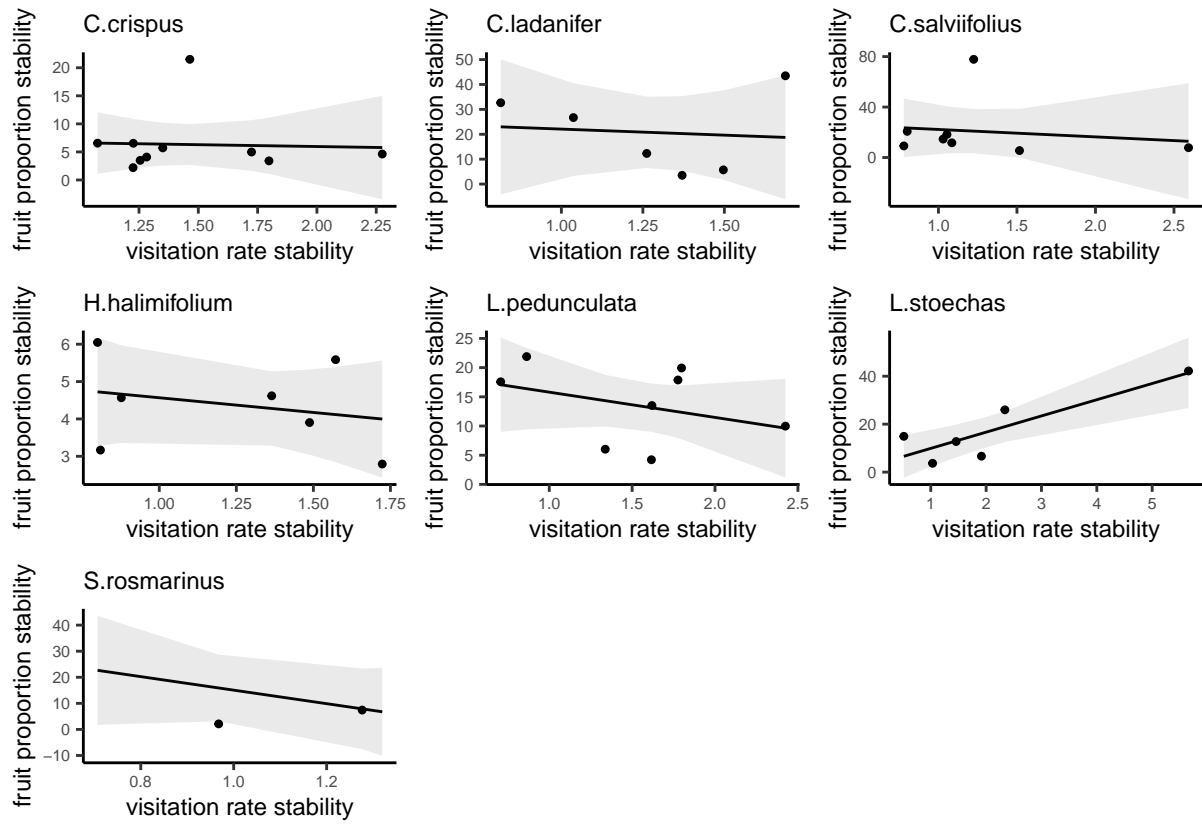 C.crispus
fruit proportion stability
20
15
10
5
0
1.25
1.50
1.75
2.00
2.25
visitation rate stability
C.ladanifer
fruit proportion stability
50
40
30
20
10
0
1.00
1.25
1.50
visitation rate stability
C.salviifolius
fruit proportion stability
80
40
0
1.0
1.5
2.0
2.5
visitation rate stability
H.halimifolium
fruit proportion stability
6
5
4
3
1.00
1.25
1.50
1.75
visitation rate stability
L.pedunculata
fruit proportion stability
25
20
15
10
5
0
1.0
1.5
2.0
2.5
visitation rate stability
L.stoechas
fruit proportion stability
40
20
0
1
2
3
4
5
visitation rate stability
S.rosmarinus
fruit proportion stability
40
30
20
10
0
−10
0.8
1.0
1.2
visitation rate stability